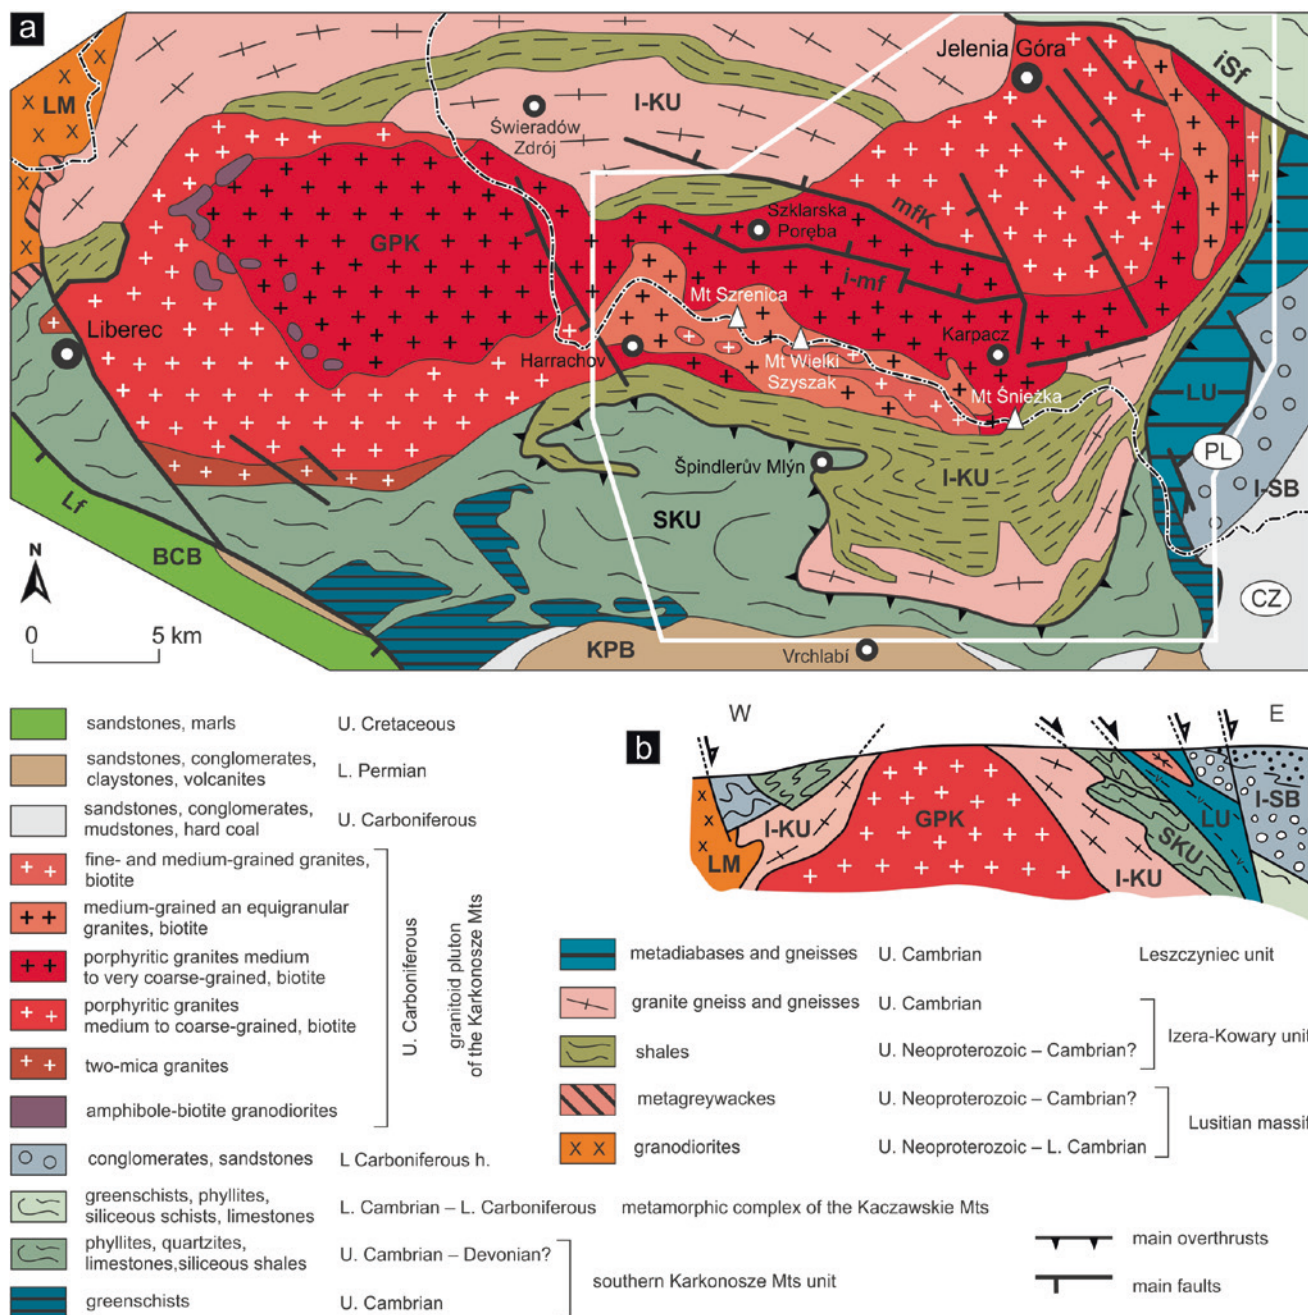 a
LM
I-KU
Świeradów
Zdrój
Jelenia Góra
iSf
GPK
Szklarska
Poręba
mfK
i-mf
Mt Szrenica
Liberec
Harrachov
Mt Wielki
Szyszak
Karpacz
Mt Śnieżka
LU
PL
I-SB
Špindlerův Mlýn
I-KU
SKU
Lf
BCB
N
0 5 km
KPB
Vrchlabí
CZ
sandstones, marls U. Cretaceous
sandstones, conglomerates,
claystones, volcanites L. Permian
sandstones, conglomerates,
mudstones, hard coal U. Carboniferous
fine- and medium-grained granites,
biotite
medium-grained an equigranular
granites, biotite
porphyritic granites medium
to very coarse-grained, biotite
porphyritic granites
medium to coarse-grained, biotite
two-mica granites
amphibole-biotite granodiorites
U. Carboniferous
granitoid pluton
of the Karkonosze Mts
conglomerates, sandstones L Carboniferous h.
greenschists, phyllites,
siliceous schists, limestones L. Cambrian – L. Carboniferous metamorphic complex of the Kaczawskie Mts
phyllites, quartzites,
limestones,siliceous shales U. Cambrian – Devonian?
greenschists U. Cambrian
southern Karkonosze Mts unit
b
W
E
LM
I-KU
GPK
I-KU
SKU
LU
I-SB
metadiabases and gneisses U. Cambrian Leszczyniec unit
granite gneiss and gneisses U. Cambrian
shales U. Neoproterozoic – Cambrian?
Izera-Kowary unit
metagreywackes U. Neoproterozoic – Cambrian?
granodiorites U. Neoproterozoic – L. Cambrian
Lusitian massif
main overthrusts
main faults